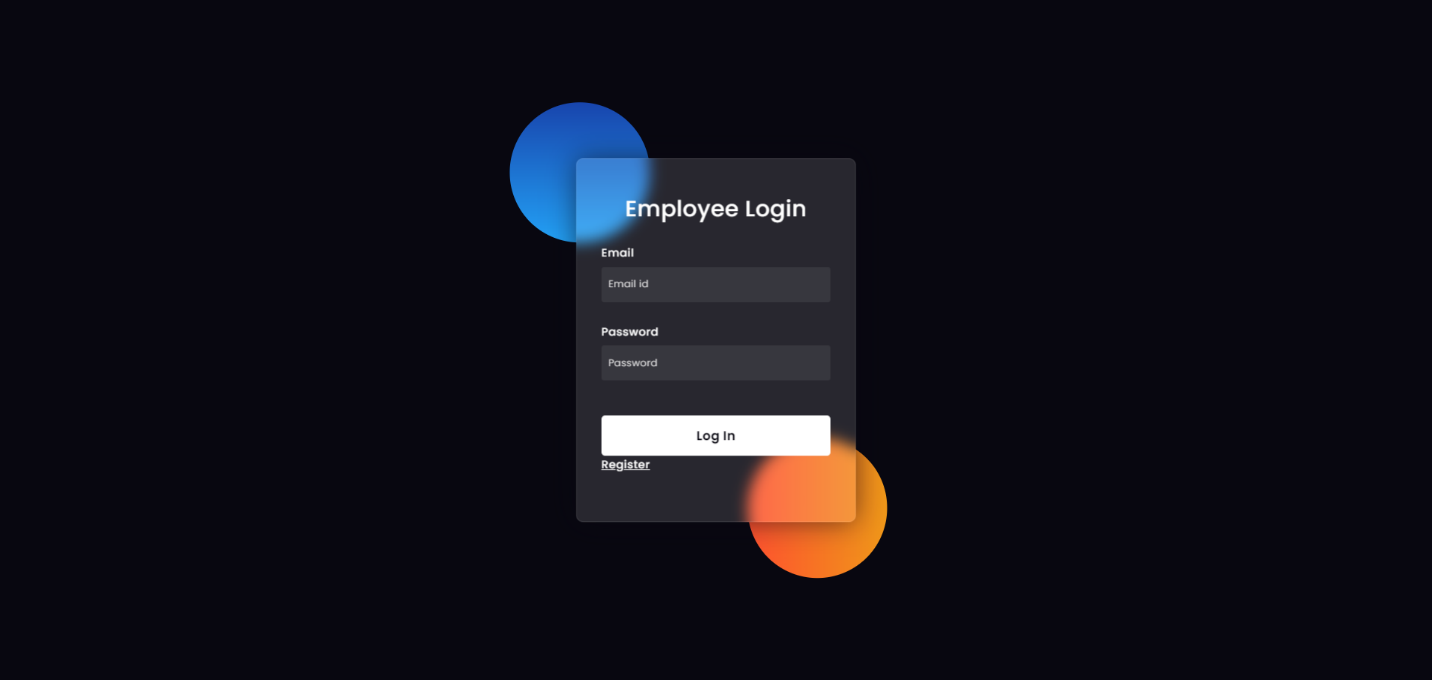 Employee Login
Email
Email id
Password
Password
Log In
Register